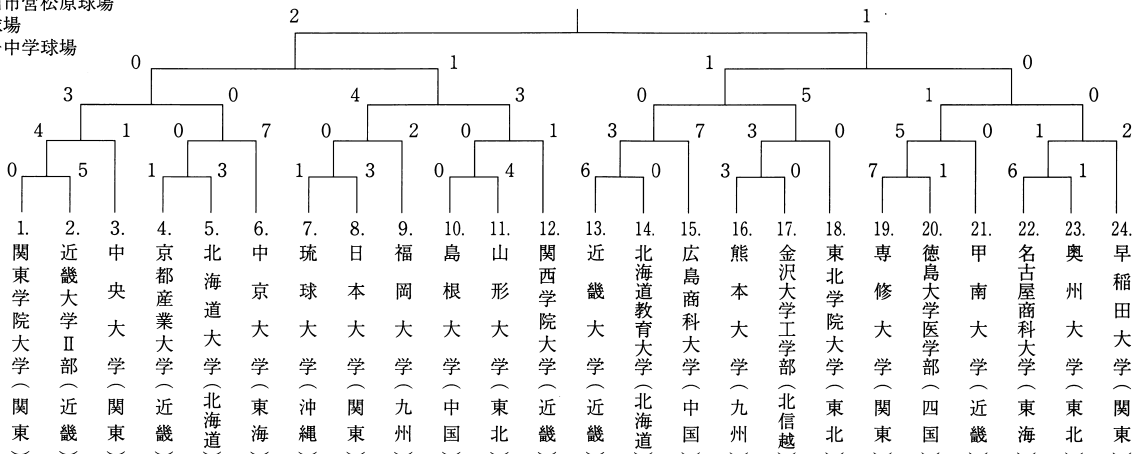 市営松原球場
球場
中学球場
2 1
0 1 1 0
3 0 4 3 0 5 1 0
4 1 0 7 0 2 0 1 3 7 3 0 5 0 1 2
0 5 1 3 1 3 0 4 6 0 3 0 7 1 6 1
1. 関東学院大学(関東
2. 近畿大学Ⅱ部(近畿
3. 中央大学(関東
4. 京都産業大学(近畿
5. 北海道大学(北海道
6. 中京大学(東海
7. 琉球大学(沖縄
8. 日本大学(関東
9. 福岡大学(九州
10. 島根大学(中国
11. 山形大学(東北
12. 関西学院大学(近畿
13. 近畿大学(近畿
14. 北海道教育大学(北海道
15. 広島商科大学(中国
16. 熊本大学(九州
17. 金沢大学工学部(北信越
18. 東北学院大学(東北
19. 専修大学(関東
20. 徳島大学医学部(四国
21. 甲南大学(近畿
22. 名古屋商科大学(東海
23. 奥州大学(東北
24. 早稲田大学(関東